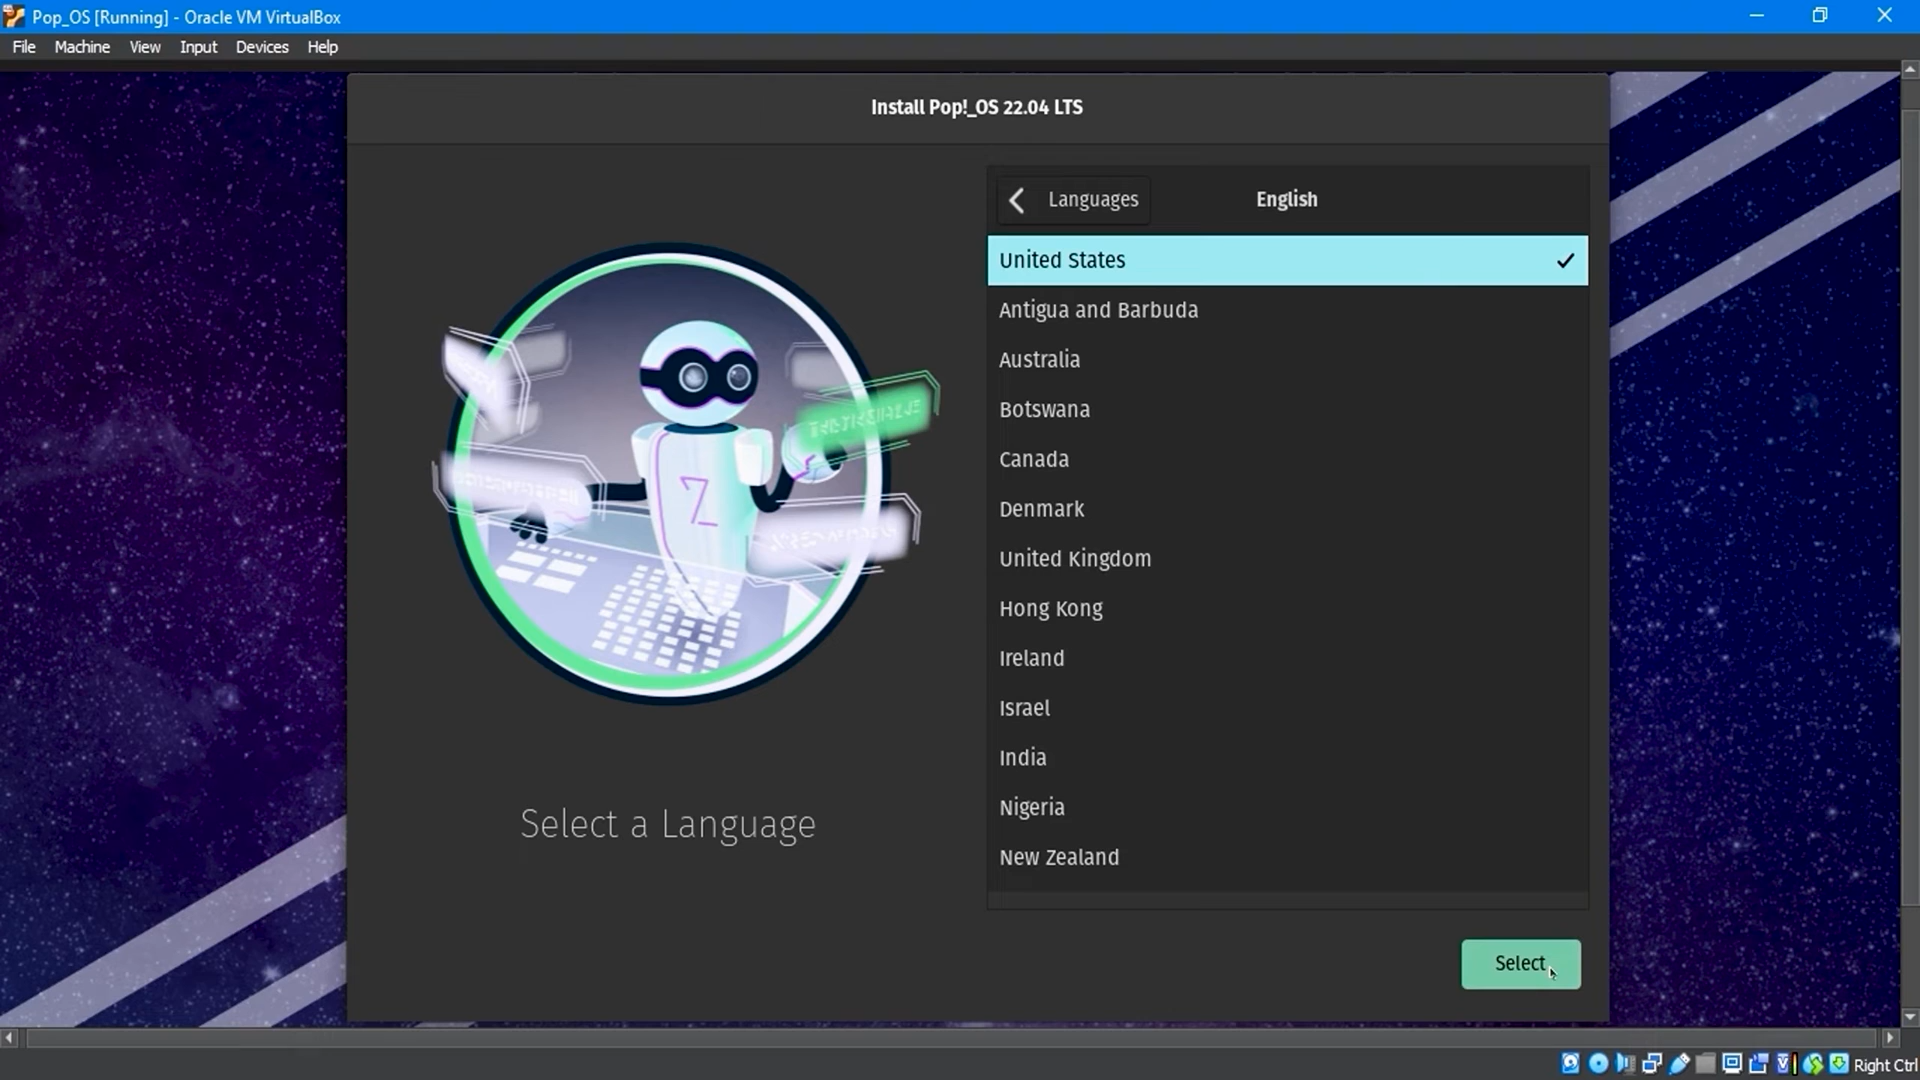 Pop_OS [Running] - Oracle VM VirtualBox
File Machine View Input Devices Help
Install Pop!_OS 22.04 LTS
Languages English
United States
Antigua and Barbuda
Australia
Botswana
Canada
Denmark
United Kingdom
Hong Kong
Ireland
Israel
India
Nigeria
New Zealand
Z
Select a Language
Select
Right Ctrl